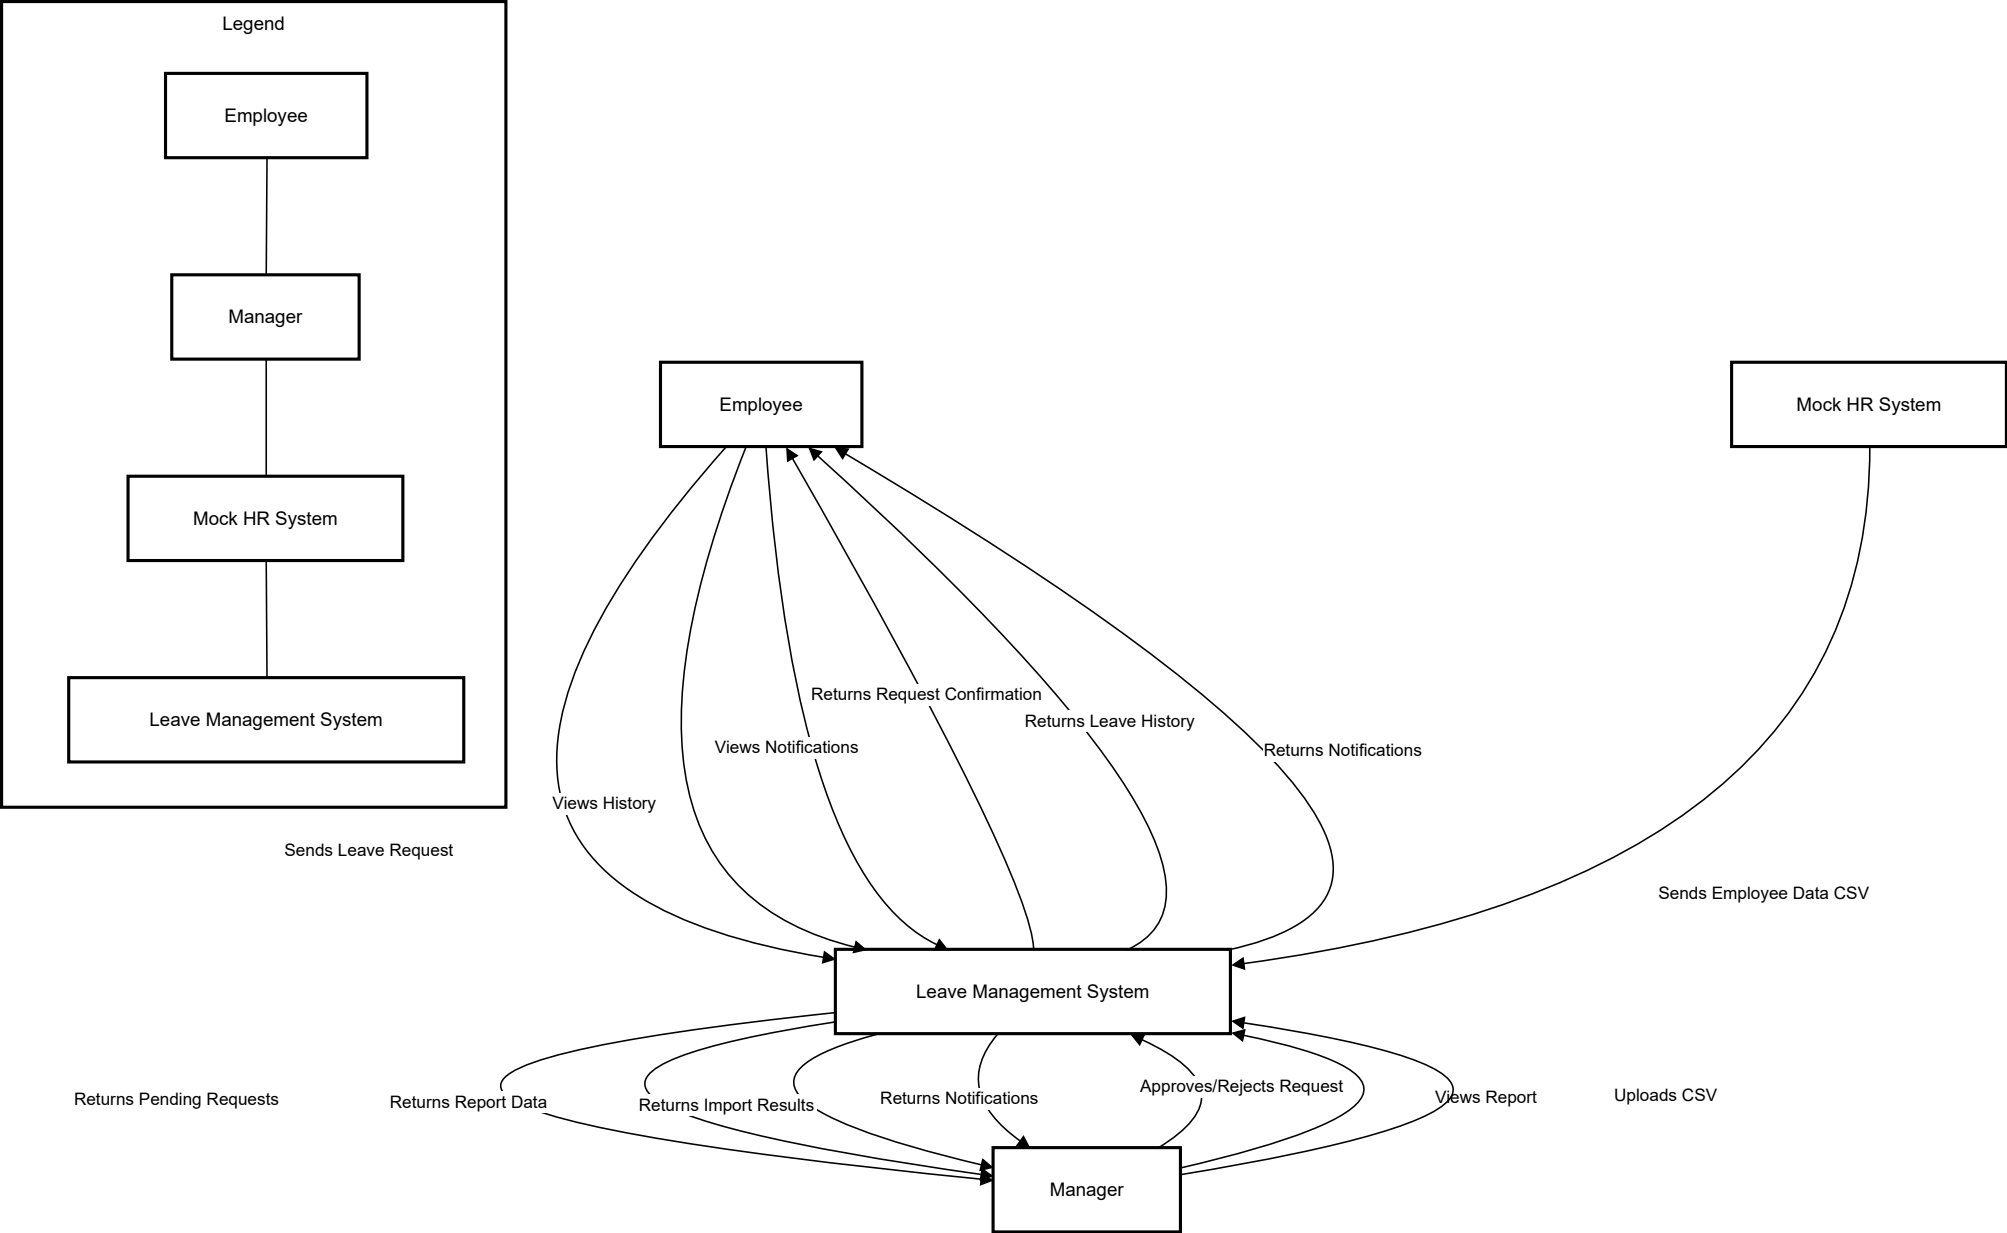 Legend
Employee
Manager
Mock HR System
Leave Management System
Employee
Mock HR System
Returns Request Confirmation
Returns Leave History
Views Notifications
Returns Notifications
Views History
Sends Leave Request
Sends Employee Data CSV
Leave Management System
Returns Pending Requests
Returns Report Data
Returns Import Results
Returns Notifications
Approves/Rejects Request
Views Report
Uploads CSV
Manager